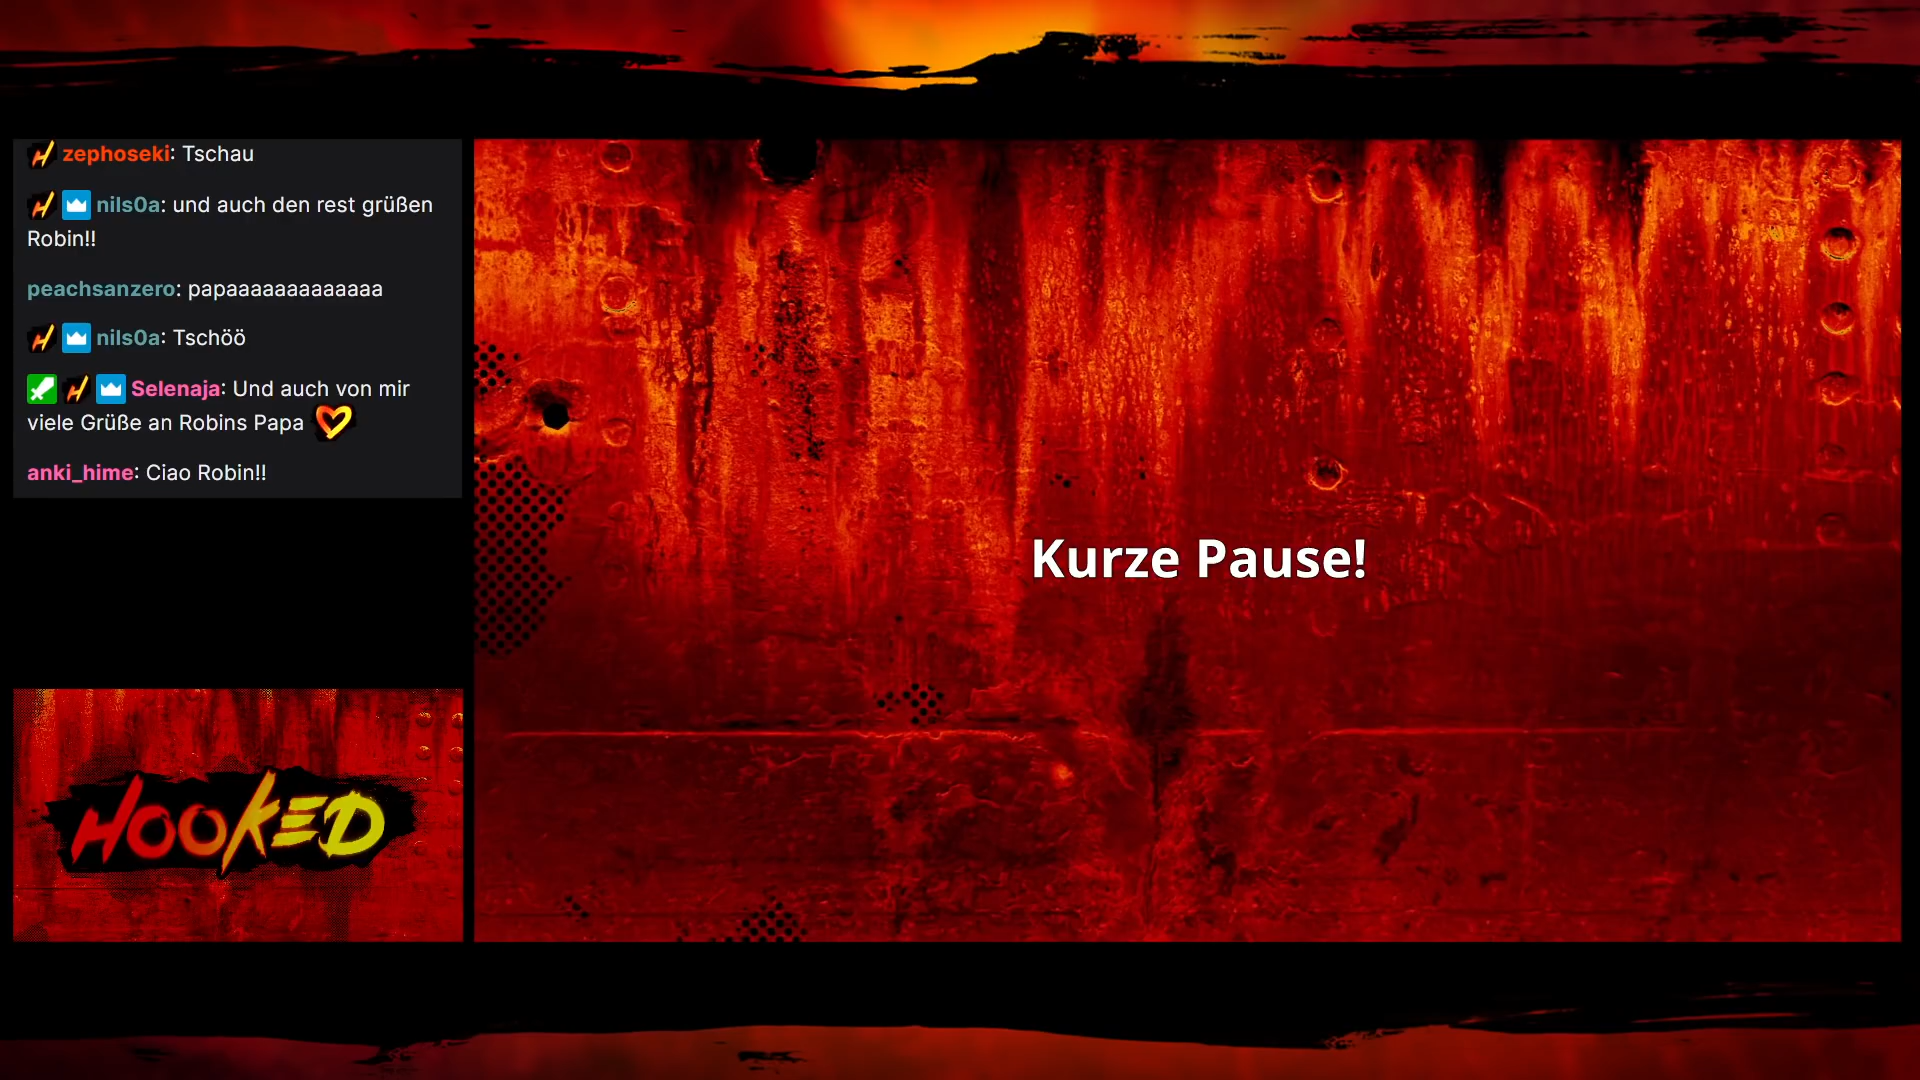 zephoseki: Tschau
nils0a: und auch den rest grüßen
Robin!!
peachsanzero: papaaaaaaaaaaaaa
nils0a: Tschöö
Selenaja: Und auch von mir
viele Grüße an Robins Papa
anki_hime: Ciao Robin!!
Kurze Pause!
HOOKED